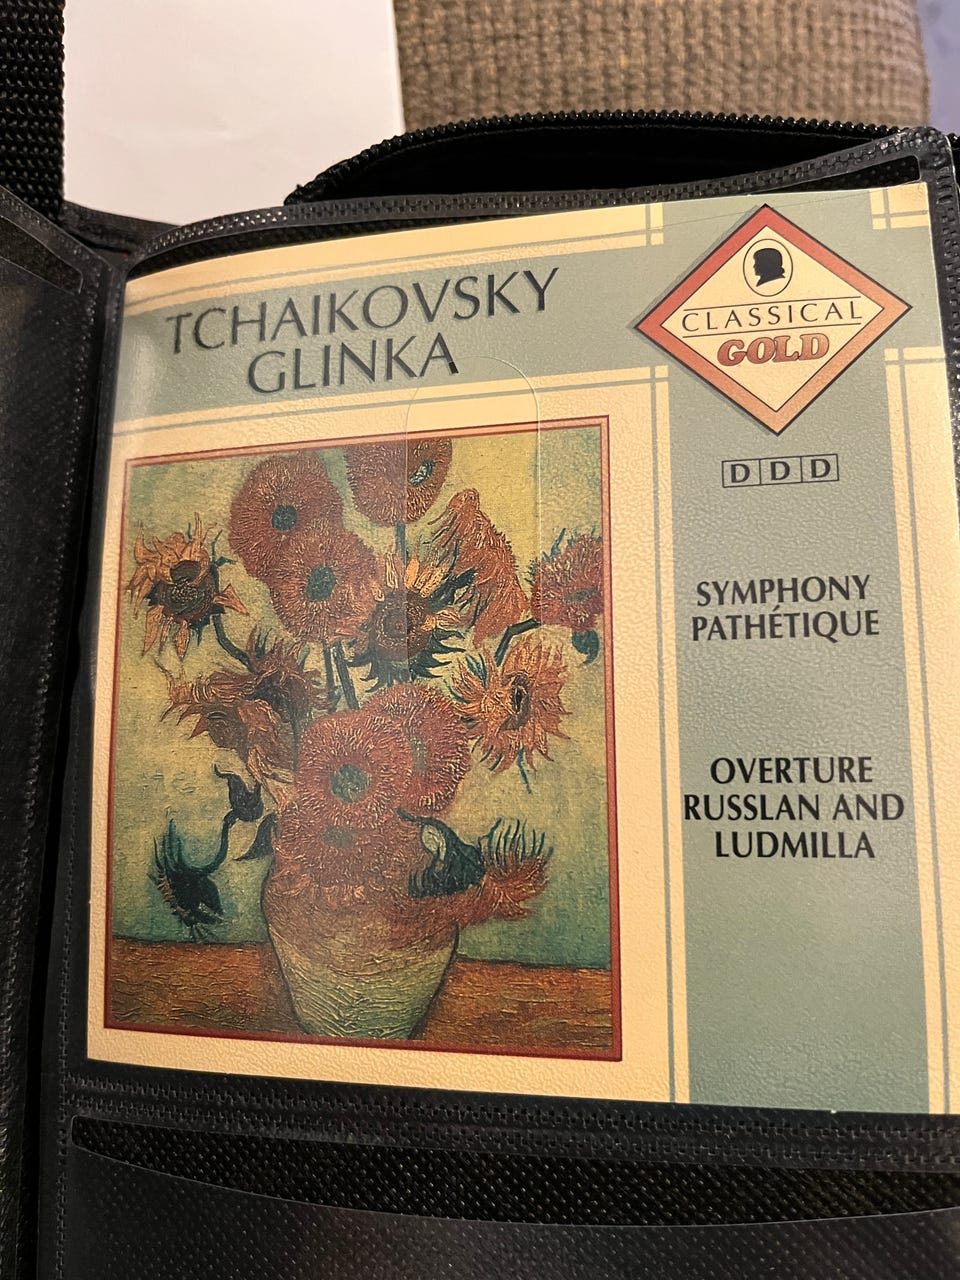 TCHAIKOVSKY
GLINKA
CLASSICAL
GOLD
DDD
SYMPHONY
PATHÉTIQUE
OVERTURE
RUSSLAN AND
LUDMILLA